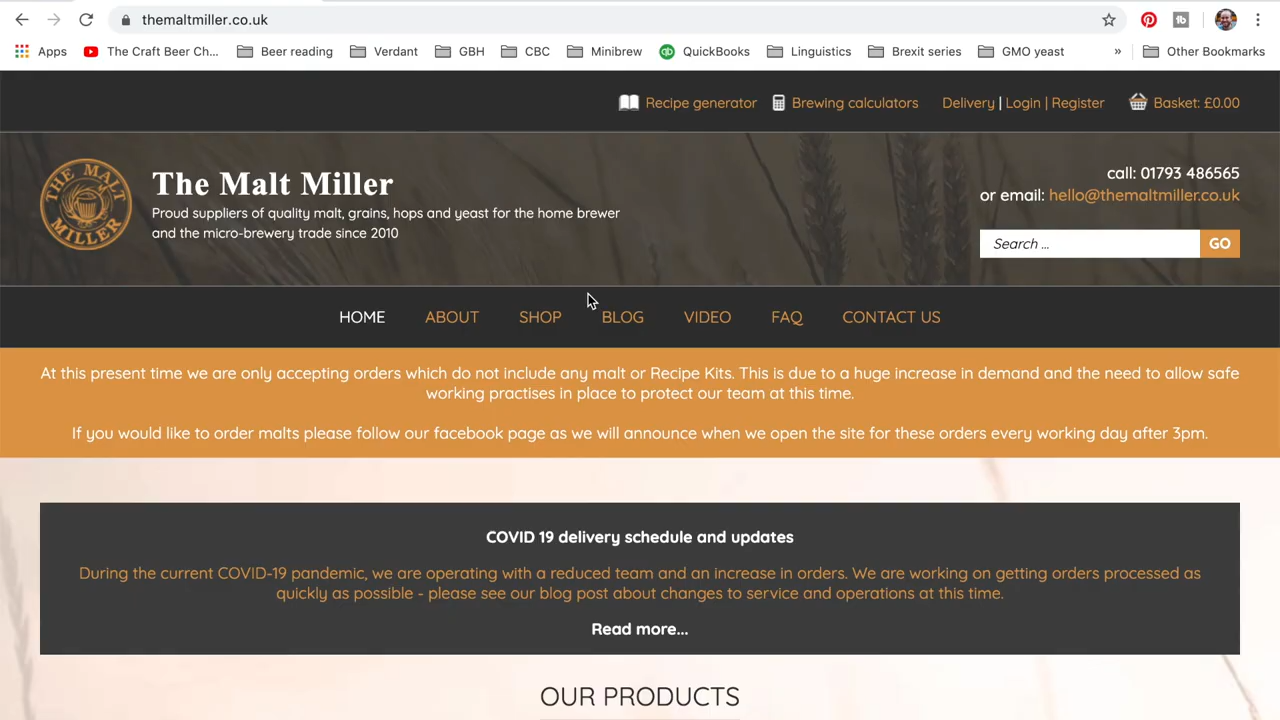 themaltmiller.co.uk
Apps
The Craft Beer Ch...
Beer reading
Verdant
GBH
CBC
Minibrew
QuickBooks
Linguistics
Brexit series
GMO yeast
»
Other Bookmarks
Recipe generator
Brewing calculators
Delivery | Login | Register
Basket: £0.00
THE MALT MILLER
The Malt Miller
Proud suppliers of quality malt, grains, hops and yeast for the home brewer
and the micro-brewery trade since 2010
call: 01793 486565
or email: hello@themaltmiller.co.uk
Search ...
GO
HOME
ABOUT
SHOP
BLOG
VIDEO
FAQ
CONTACT US
At this present time we are only accepting orders which do not include any malt or Recipe Kits. This is due to a huge increase in demand and the need to allow safe
working practises in place to protect our team at this time.
If you would like to order malts please follow our facebook page as we will announce when we open the site for these orders every working day after 3pm.
COVID 19 delivery schedule and updates
During the current COVID-19 pandemic, we are operating with a reduced team and an increase in orders. We are working on getting orders processed as
quickly as possible - please see our blog post about changes to service and operations at this time.
Read more...
OUR PRODUCTS